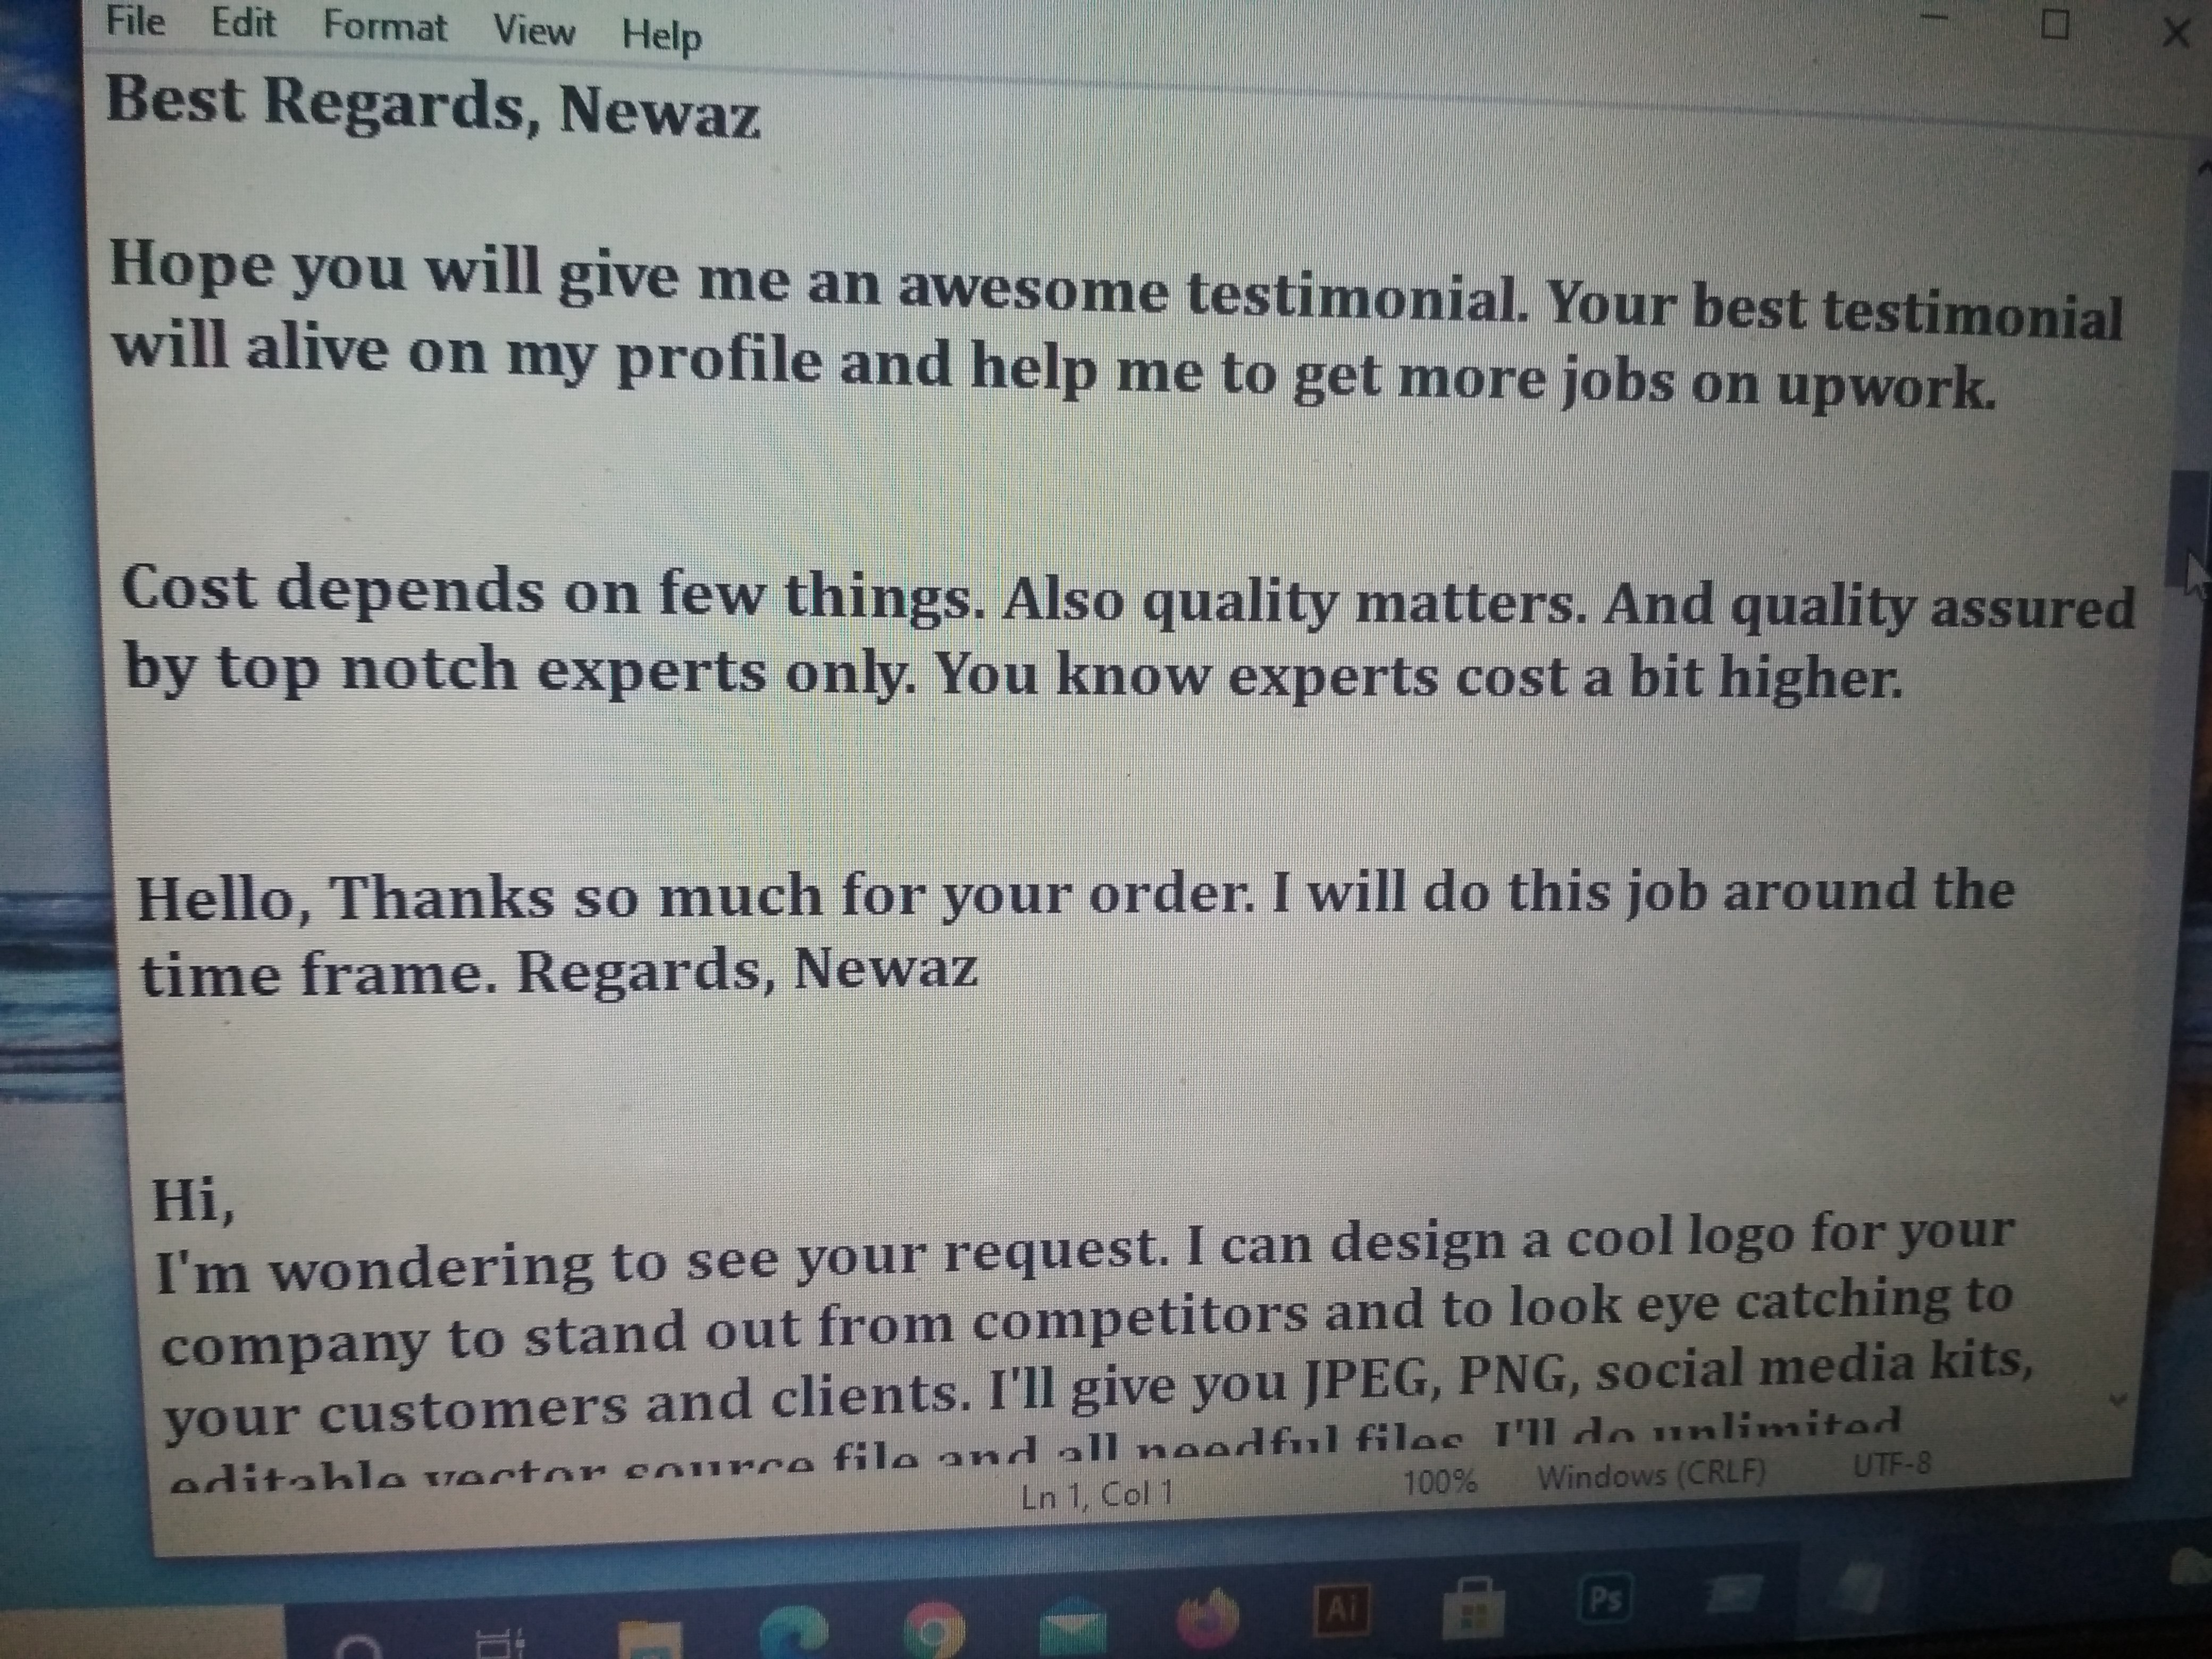 File Edit Format View Help
Best Regards, Newaz
Hope you will give me an awesome testimonial. Your best testimonial
will alive on my profile and help me to get more jobs on upwork.
Cost depends on few things. Also quality matters. And quality assured
by top notch experts only. You know experts cost a bit higher.
Hello, Thanks so much for your order. I will do this job around the
time frame. Regards, Newaz
Hi,
I'm wondering to see your request. I can design a cool logo for your
company to stand out from competitors and to look eye catching to
your customers and clients. I'll give you JPEG, PNG, social media kits,
editable vector source file and all needful files. I'll do unlimited
Ln 1, Col 1 100% Windows (CRLF) UTF-8
Ai Ps